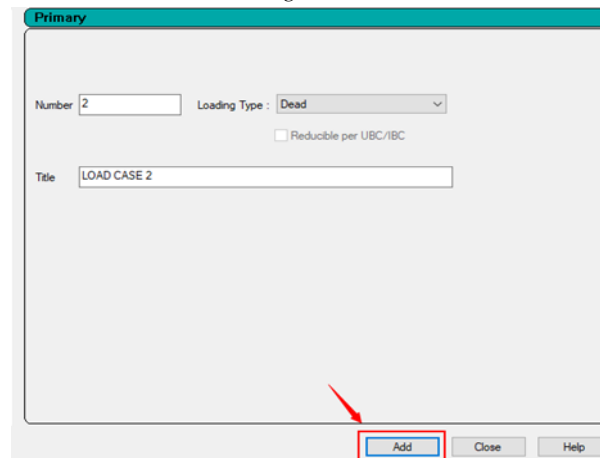 Primary
Number 2 Loading Type : Dead
Reducible per UBC/IBC
Title LOAD CASE 2
Add Close Help